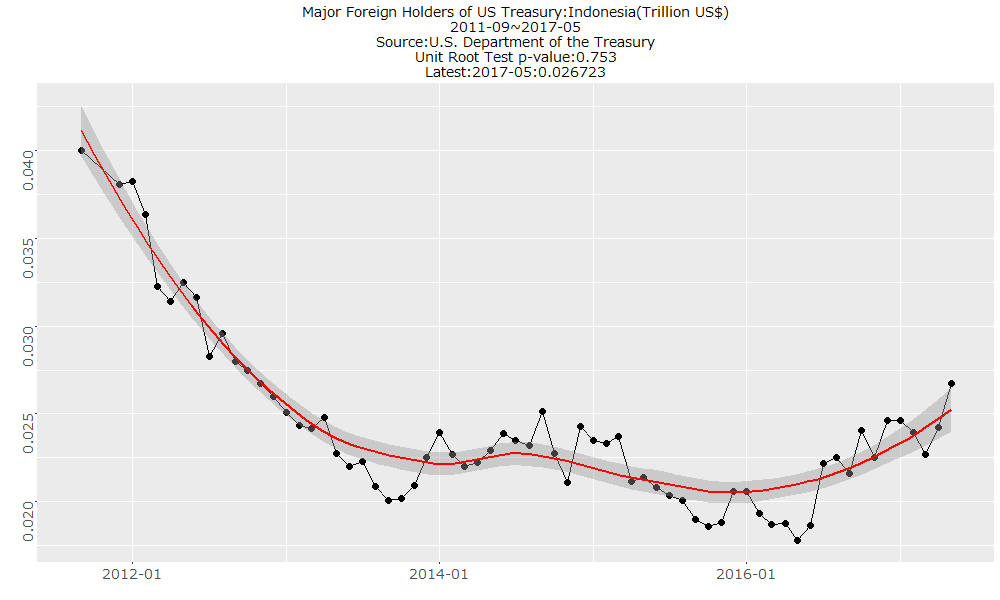 Major Foreign Holders of US Treasury:Indonesia(Trillion US$)
2011-09~2017-05
Source:U.S. Department of the Treasury
Unit Root Test p-value:0.753
Latest:2017-05:0.026723
0.040
0.035
0.030
0.025
0.020
2012-01
2014-01
2016-01